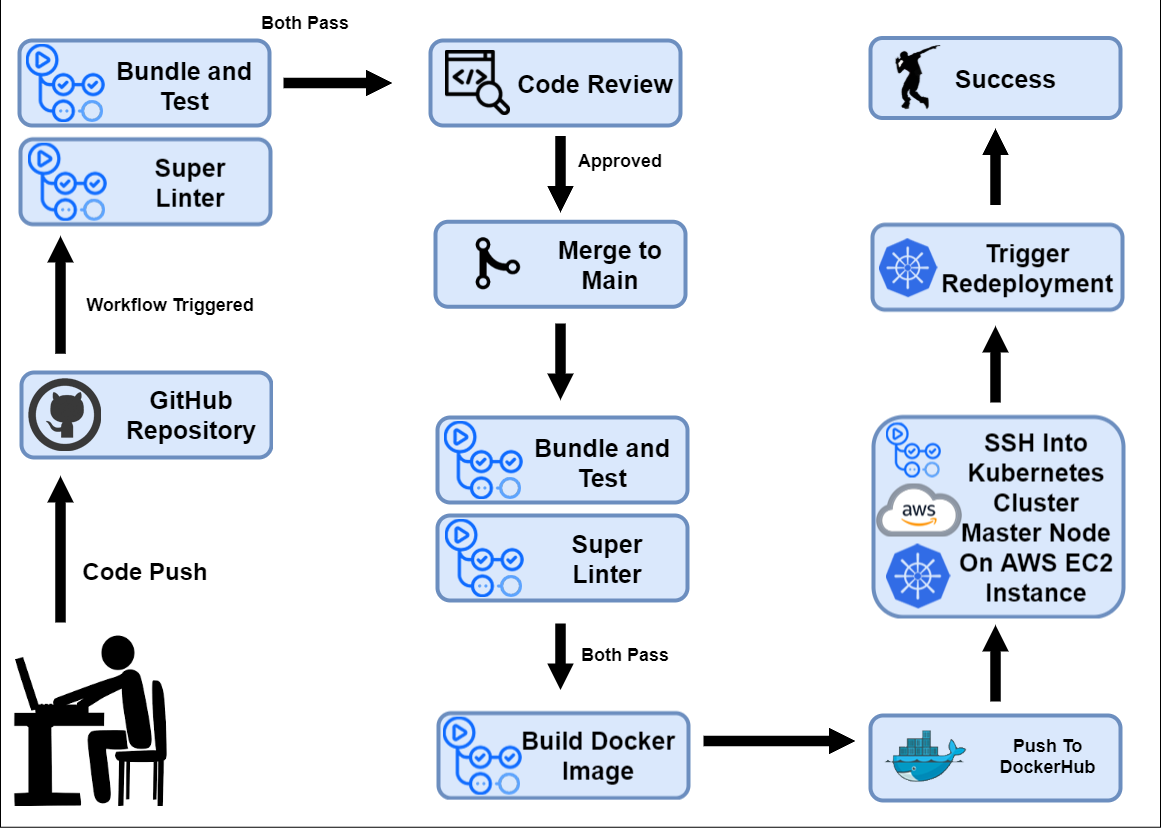 Both Pass
Bundle and
Test
Super
Linter
Workflow Triggered
GitHub
Repository
Code Push
</>
Code Review
Approved
Merge to
Main
Bundle and
Test
Super
Linter
Both Pass
Build Docker
Image
Push To
DockerHub
SSH Into
Kubernetes
Cluster
Master Node
On AWS EC2
Instance
aws
Trigger
Redeployment
Success